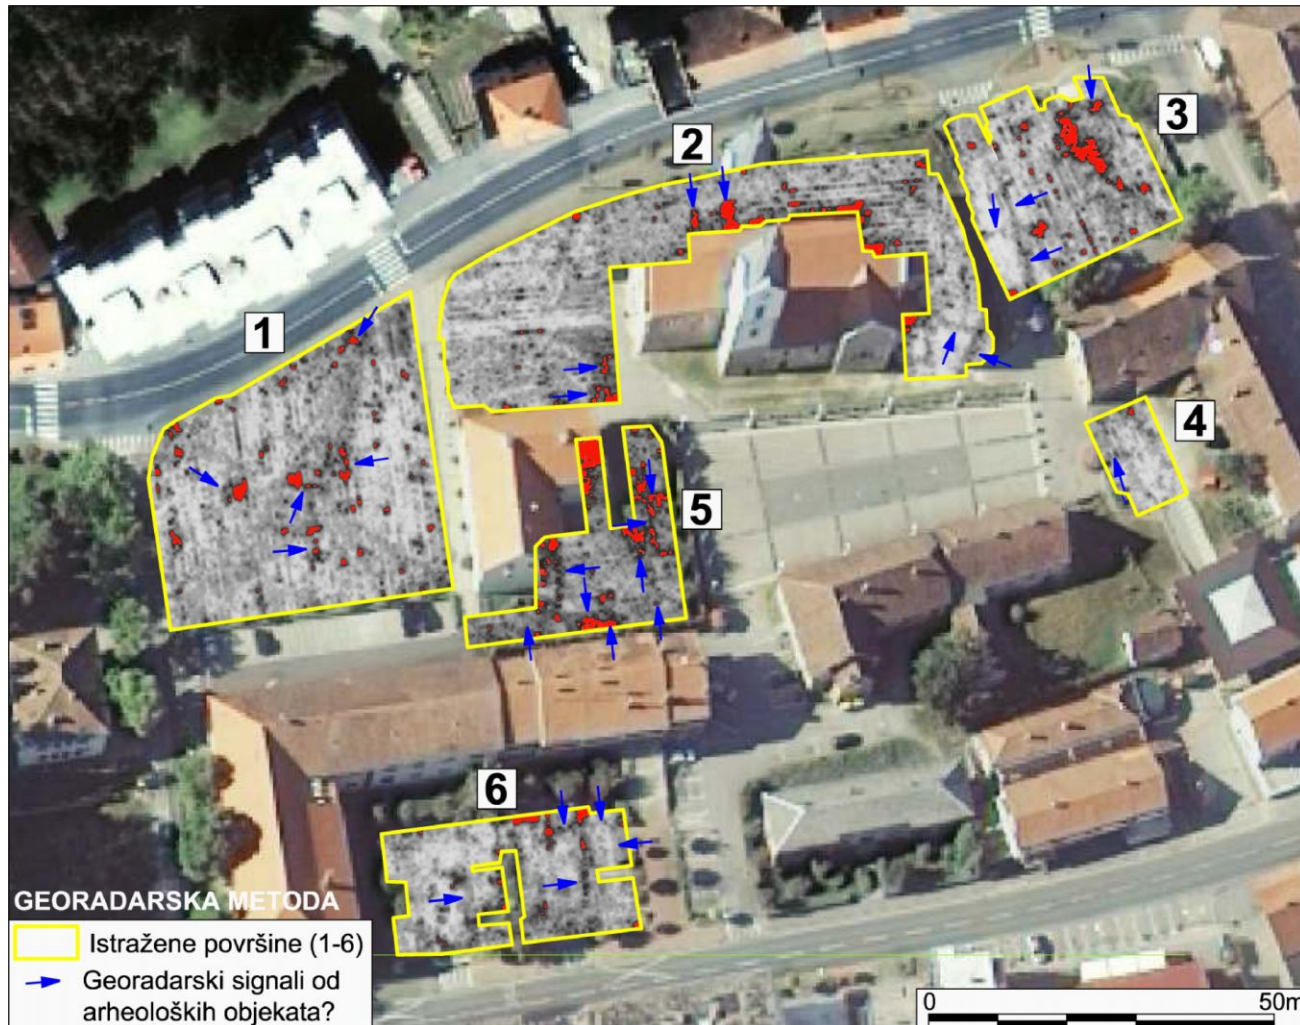 2
3
1
4
5
6
GEORADARSKA METODA
Istražene površine (1-6)
Georadarski signali od
arheoloških objekata?
0 50m